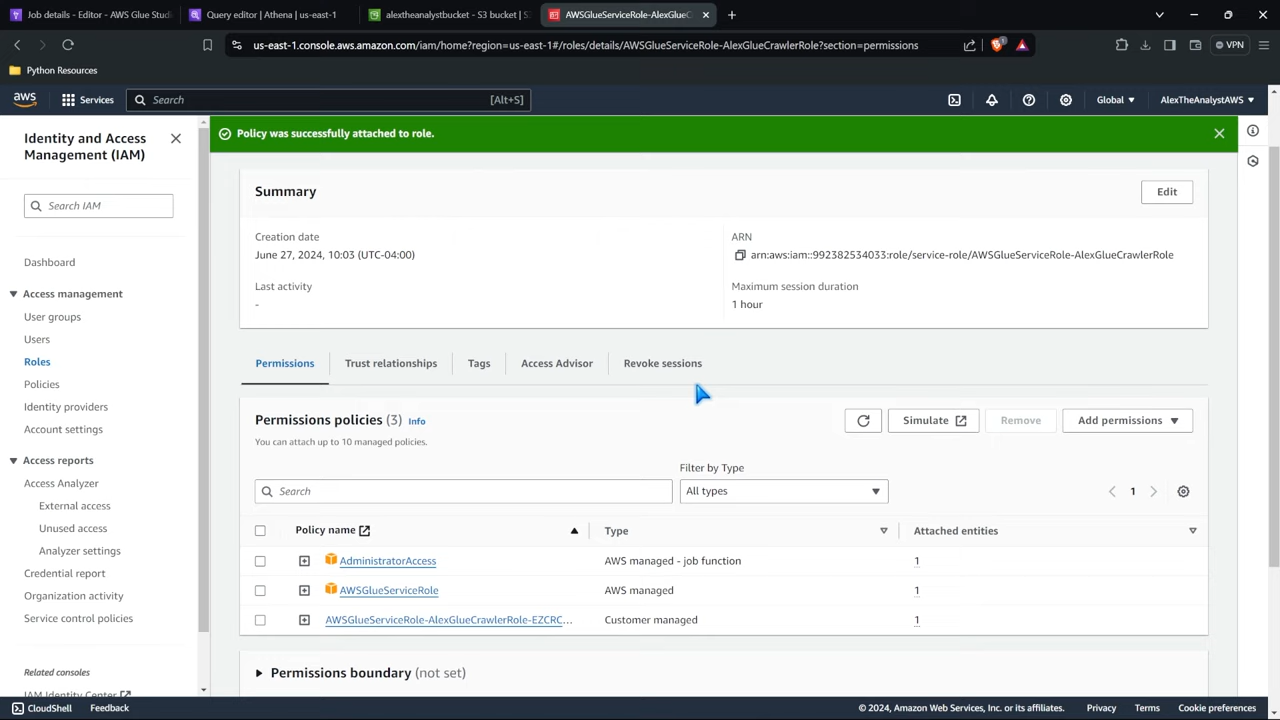 Job details - Editor - AWS Glue Studi
Query editor | Athena | us-east-1
alextheanalystbucket - S3 bucket | S
AWSGlueServiceRole-AlexGlueC
us-east-1.console.aws.amazon.com/iam/home?region=us-east-1#/roles/details/AWSGlueServiceRole-AlexGlueCrawlerRole?section=permissions
VPN
Python Resources
aws
Services
Search
[Alt+S]
Global
AlexTheAnalystAWS
Identity and Access
Management (IAM)
Search IAM
Dashboard
Access management
User groups
Users
Roles
Policies
Identity providers
Account settings
Access reports
Access Analyzer
External access
Unused access
Analyzer settings
Credential report
Organization activity
Service control policies
Related consoles
IAM Identity Center
Policy was successfully attached to role.
Summary
Edit
Creation date
June 27, 2024, 10:03 (UTC-04:00)
ARN
arn:aws:iam::992382534033:role/service-role/AWSGlueServiceRole-AlexGlueCrawlerRole
Last activity
-
Maximum session duration
1 hour
Permissions
Trust relationships
Tags
Access Advisor
Revoke sessions
Permissions policies (3) Info
You can attach up to 10 managed policies.
Simulate
Remove
Add permissions
Search
Filter by Type
All types
1
Policy name
Type
Attached entities
AdministratorAccess
AWS managed - job function
1
AWSGlueServiceRole
AWS managed
1
AWSGlueServiceRole-AlexGlueCrawlerRole-EZCRC...
Customer managed
1
Permissions boundary (not set)
CloudShell
Feedback
© 2024, Amazon Web Services, Inc. or its affiliates.
Privacy
Terms
Cookie preferences